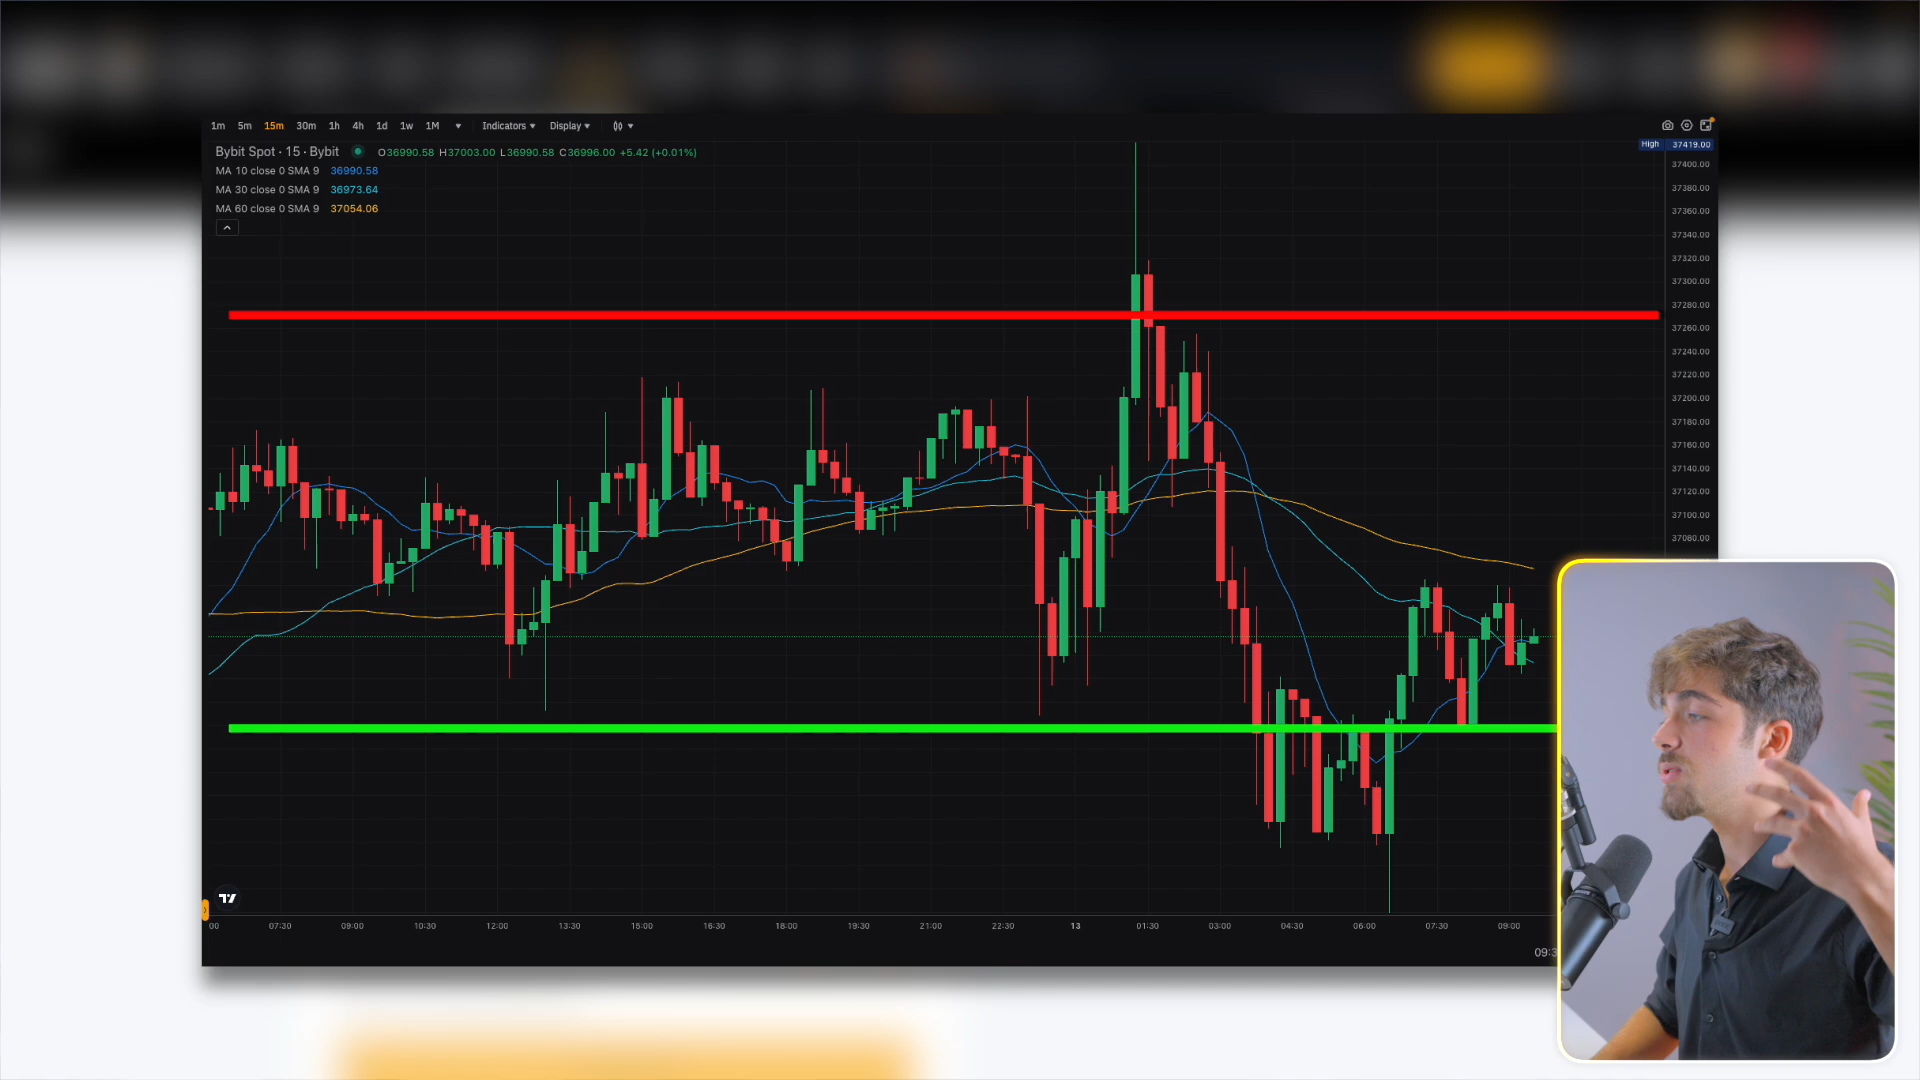 1m 5m 15m 30m 1h 4h 1d 1w 1M Indicators Display
Bybit Spot · 15 · Bybit O36990.58 H37003.00 L36990.58 C36996.00 +5.42 (+0.01%)
High 37419.00
MA 10 close 0 SMA 9 36990.58
MA 30 close 0 SMA 9 36973.64
MA 60 close 0 SMA 9 37054.06
37400.00
37380.00
37360.00
37340.00
37320.00
37300.00
37280.00
37260.00
37240.00
37220.00
37200.00
37180.00
37160.00
37140.00
37120.00
37100.00
37080.00
00 07:30 09:00 10:30 12:00 13:30 15:00 16:30 18:00 19:30 21:00 22:30 13 01:30 03:00 04:30 06:00 07:30 09:00
09:3